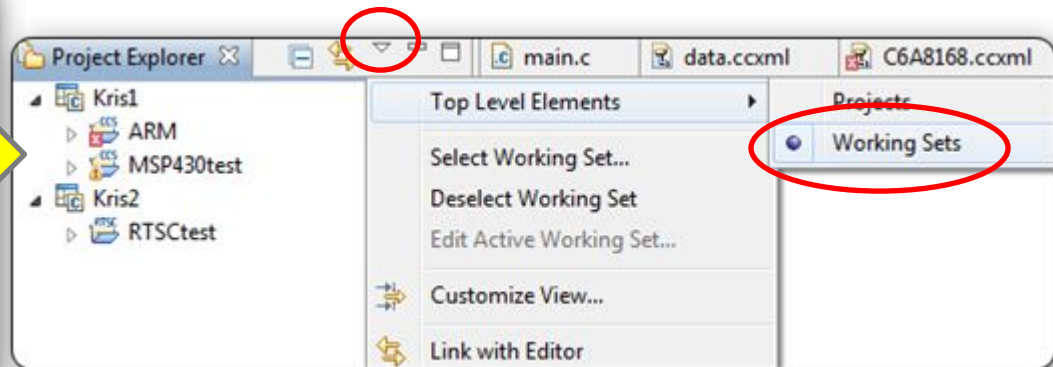 Project Explorer
main.c
data.ccxml
C6A8168.ccxml
Kris1
ARM
MSP430test
Kris2
RTSCtest
Top Level Elements
Select Working Set...
Deselect Working Set
Edit Active Working Set...
Customize View...
Link with Editor
Projects
Working Sets